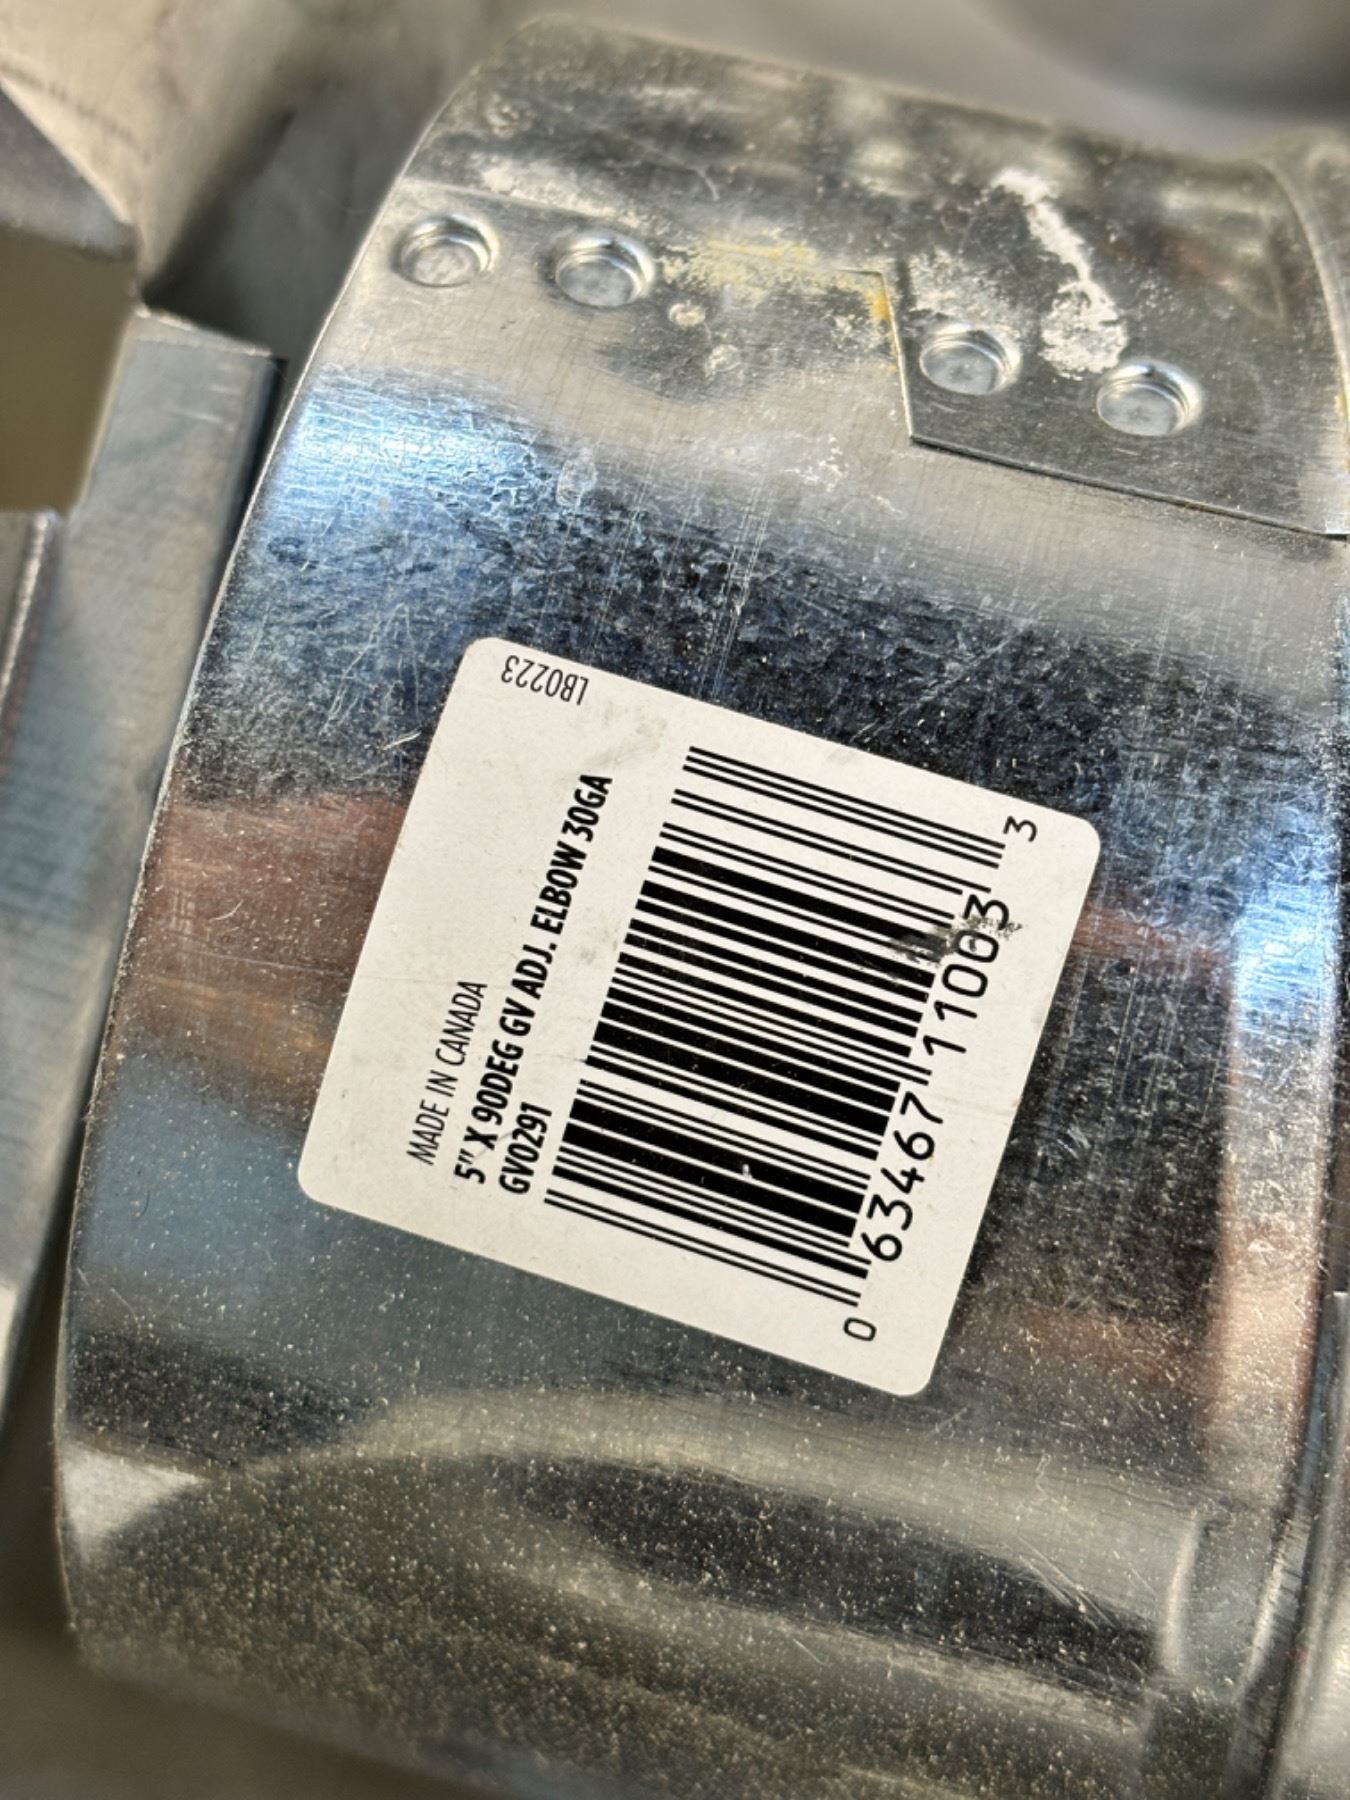 MADE IN CANADA
5" X 90DEG GV ADJ. ELBOW 30GA
GV0291
0 63467 11003 3
LB0223